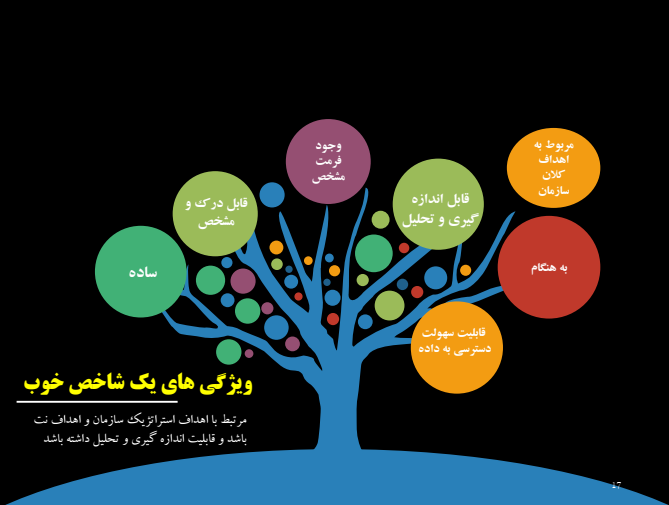 وجود
فرمت
مشخص
مربوط به
اهداف
کلان
سازمان
قابل درک و
مشخص
قابل اندازه
گیری و تحلیل
ساده
به هنگام
قابلیت سهولت
دسترسی به داده
ویژگی های یک شاخص خوب
مرتبط با اهداف استراتژیک سازمان و اهداف نت
باشد و قابلیت اندازه گیری و تحلیل داشته باشد
17